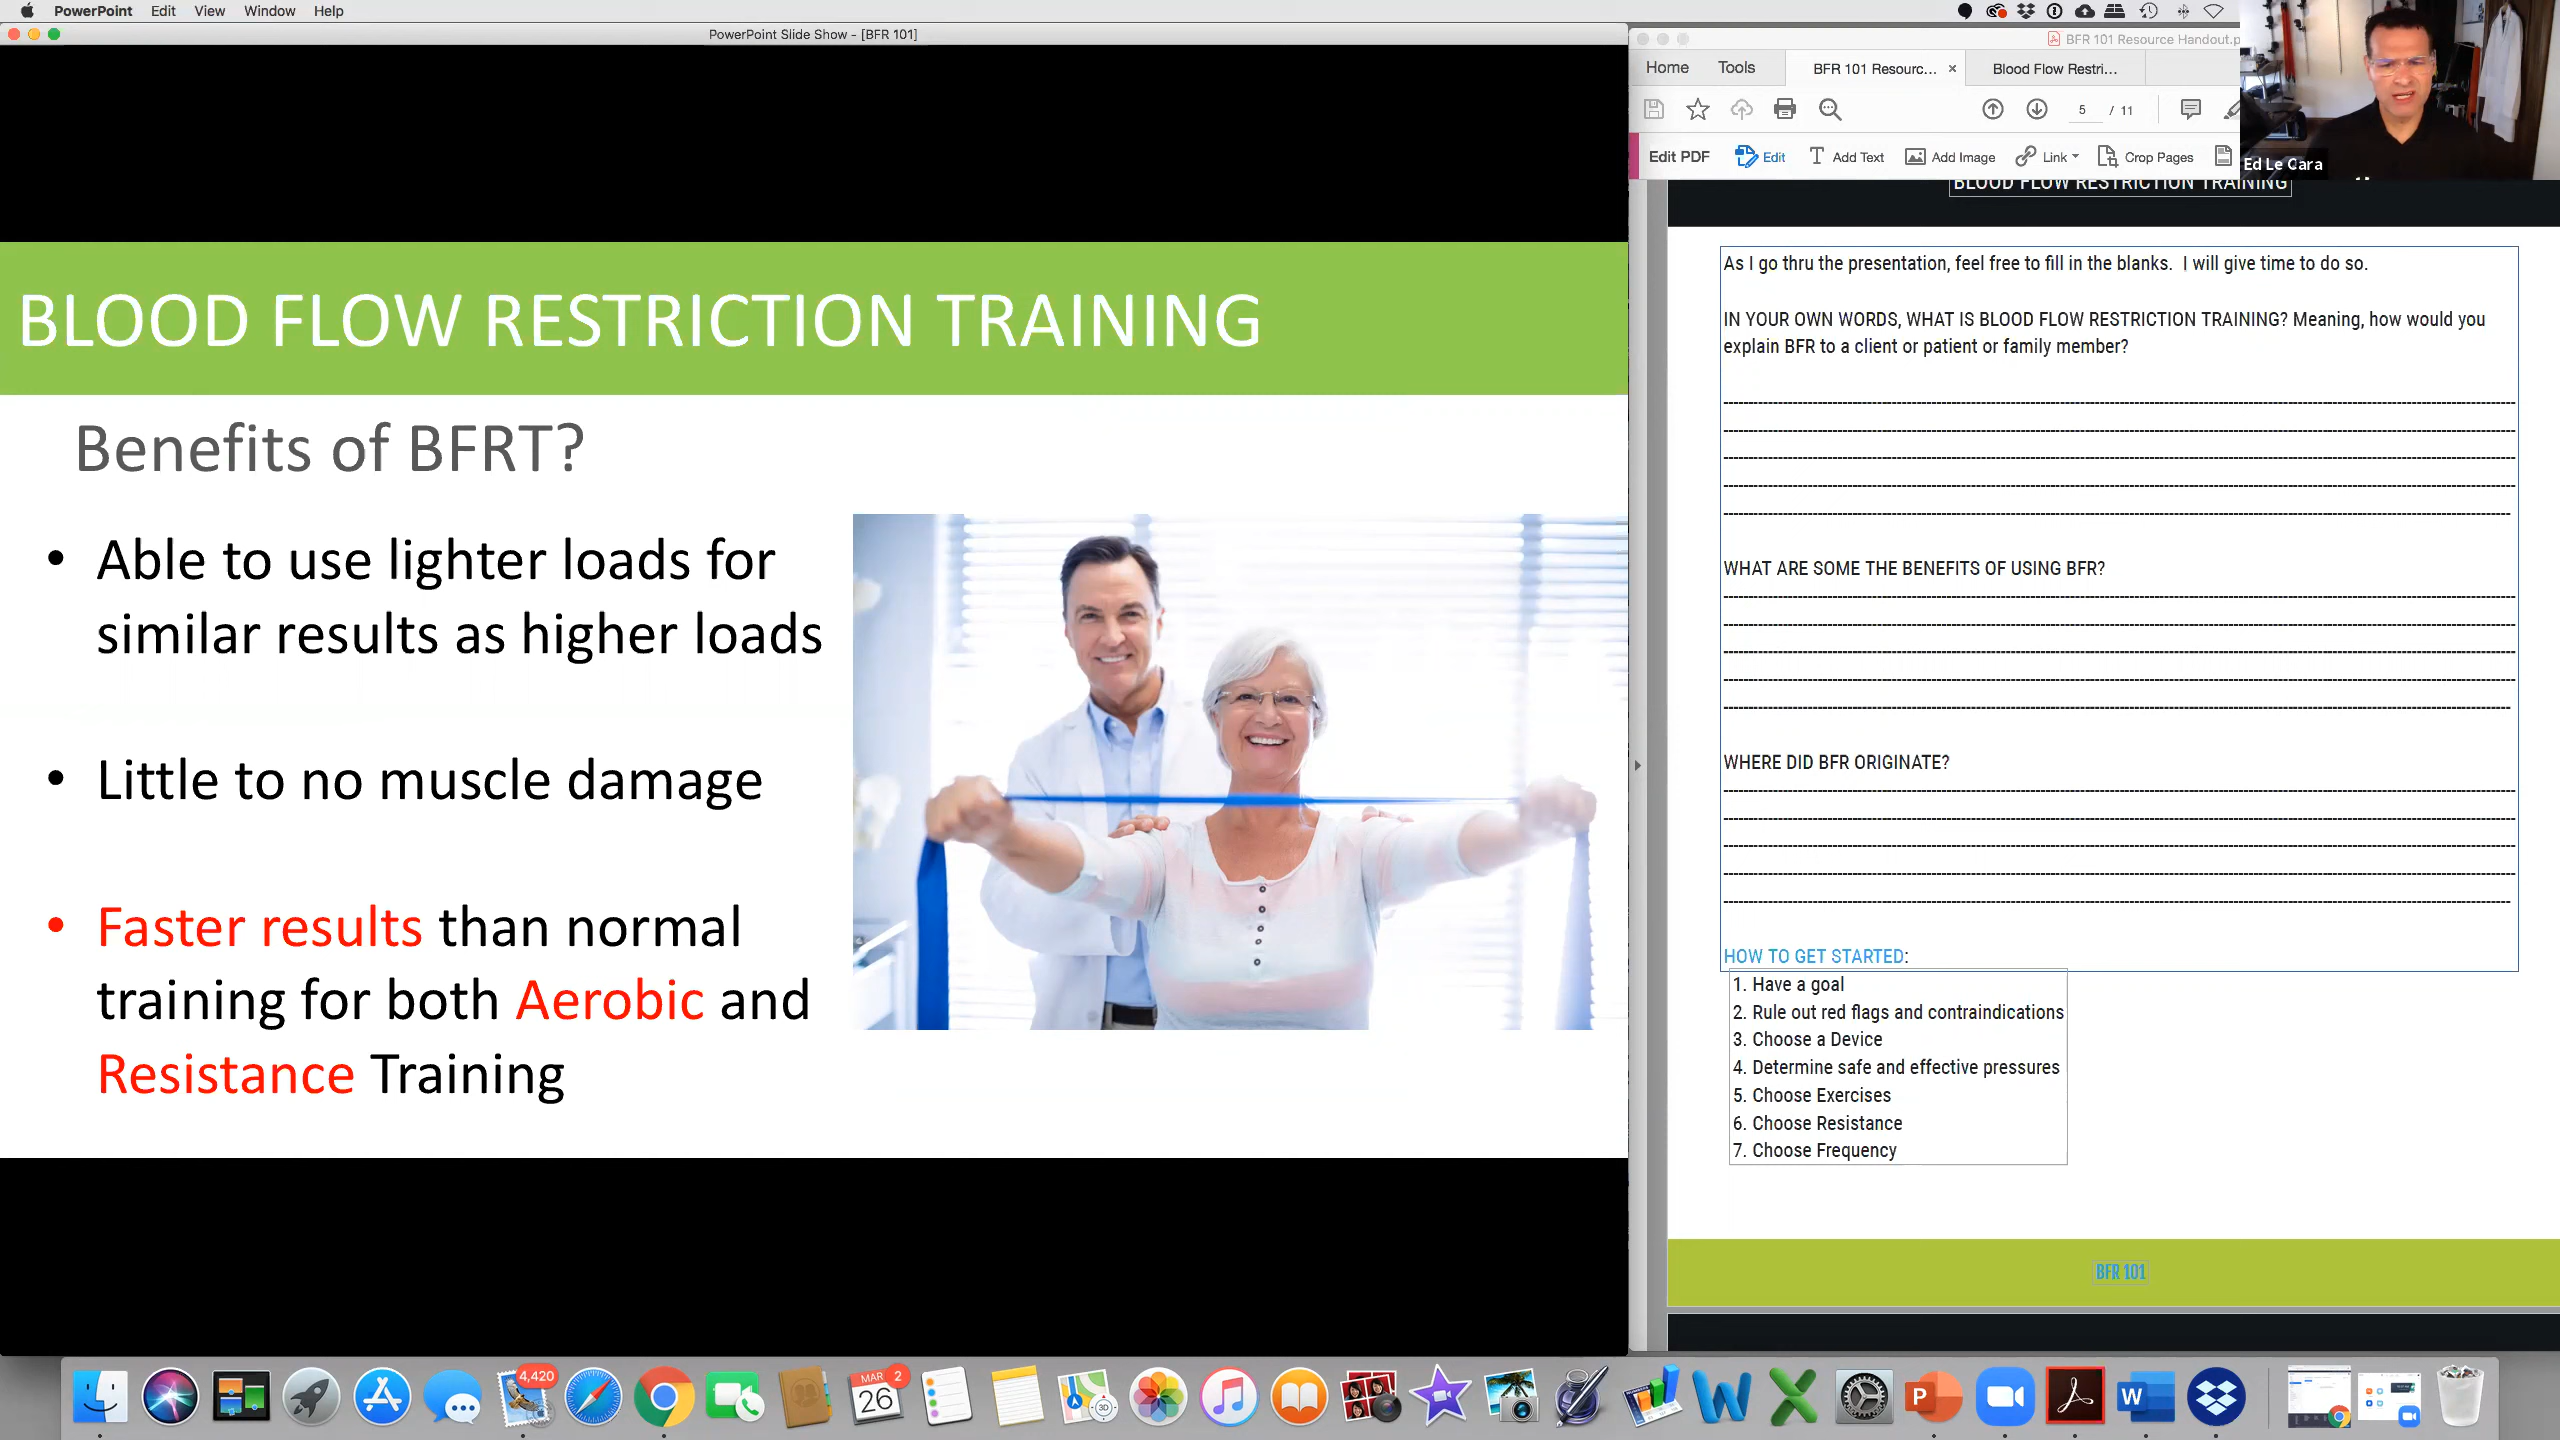 PowerPoint Edit View Window Help
PowerPoint Slide Show - [BFR 101]
BLOOD FLOW RESTRICTION TRAINING
Benefits of BFRT?
• Able to use lighter loads for
similar results as higher loads
• Little to no muscle damage
• Faster results than normal
training for both Aerobic and
Resistance Training
BFR 101 Resource Handout.p
Home Tools BFR 101 Resourc... × Blood Flow Restri...
5 / 11
Edit PDF Edit Add Text Add Image Link Crop Pages
Ed Le Cara
BLOOD FLOW RESTRICTION TRAINING
As I go thru the presentation, feel free to fill in the blanks. I will give time to do so.
IN YOUR OWN WORDS, WHAT IS BLOOD FLOW RESTRICTION TRAINING? Meaning, how would you
explain BFR to a client or patient or family member?
WHAT ARE SOME THE BENEFITS OF USING BFR?
WHERE DID BFR ORIGINATE?
HOW TO GET STARTED:
1. Have a goal
2. Rule out red flags and contraindications
3. Choose a Device
4. Determine safe and effective pressures
5. Choose Exercises
6. Choose Resistance
7. Choose Frequency
BFR 101
4,420
MAR
26
2
3D
P
W